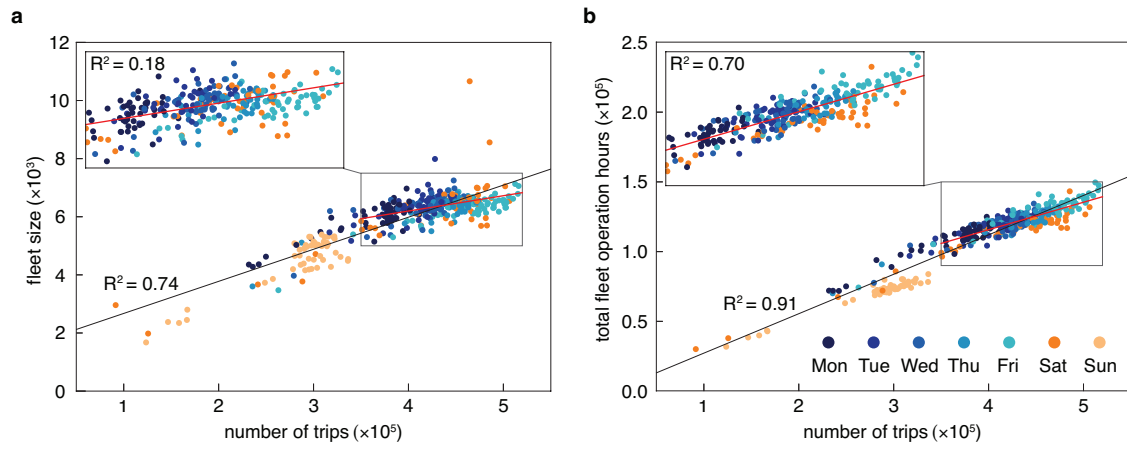 a
12
10
8
6
4
2
0
fleet size (×10³)
R² = 0.18
R² = 0.74
1 2 3 4 5
number of trips (×10⁵)
b
2.5
2.0
1.5
1.0
0.5
0.0
total fleet operation hours (×10⁵)
R² = 0.70
R² = 0.91
Mon Tue Wed Thu Fri Sat Sun
1 2 3 4 5
number of trips (×10⁵)